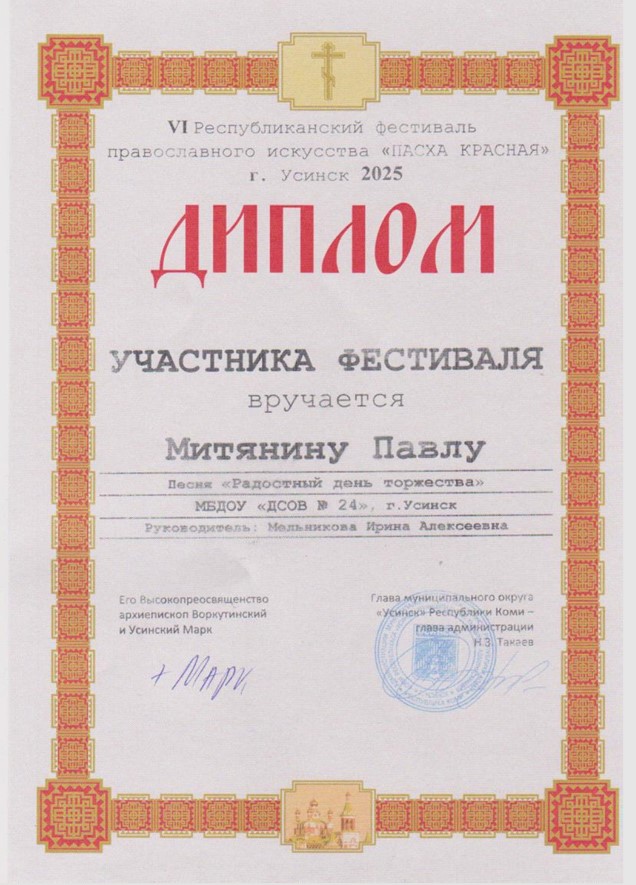 VI Республиканский фестиваль
православного искусства «ПАСХА КРАСНАЯ»
г. Усинск 2025
ДИПЛОМ
УЧАСТНИКА ФЕСТИВАЛЯ
вручается
Митянину Павлу
Песня «Радостный день торжества»
МБДОУ «ДСОВ № 24», г.Усинск
Руководитель: Мельникова Ирина Алексеевна
Его Высокопреосвященство
архиепископ Воркутинский
и Усинский Марк
+ Марк
Глава муниципального округа
«Усинск» Республики Коми –
глава администрации
Н.З. Такаев